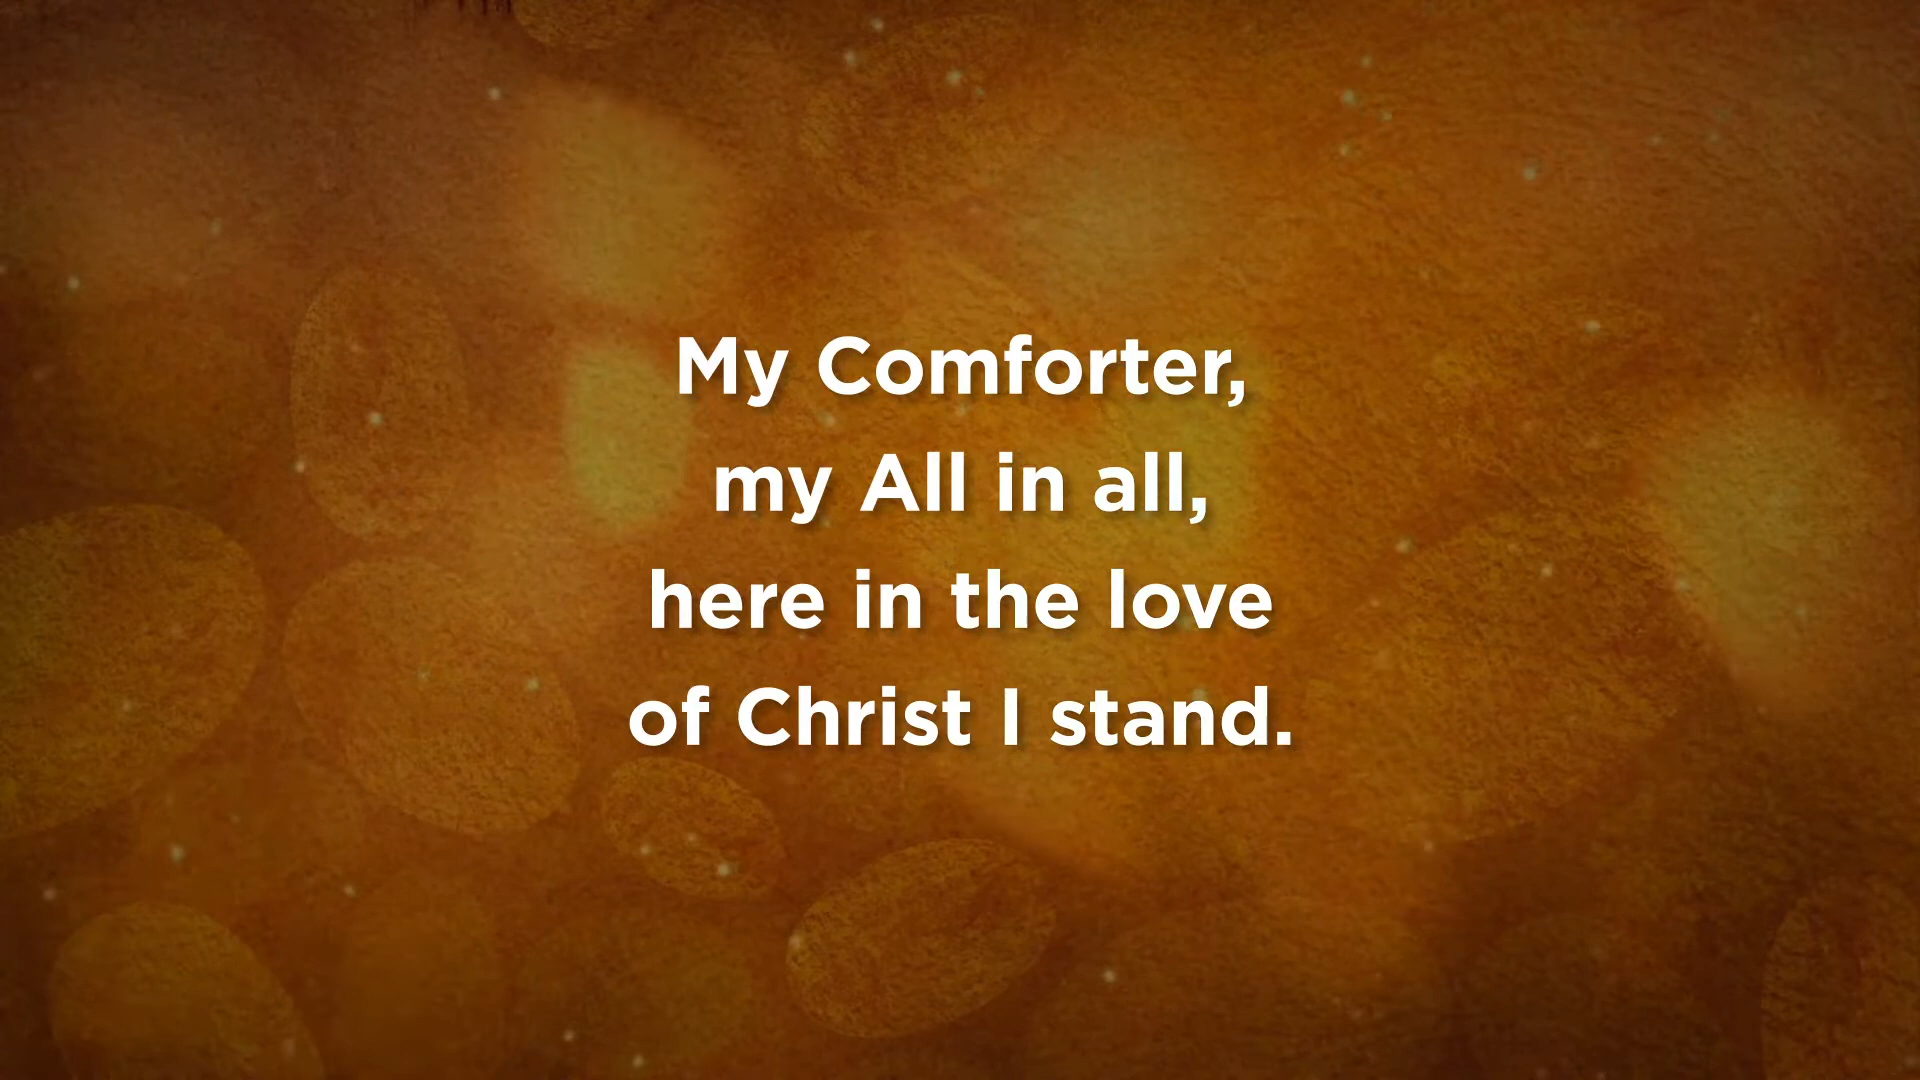 My Comforter,
my All in all,
here in the love
of Christ I stand.